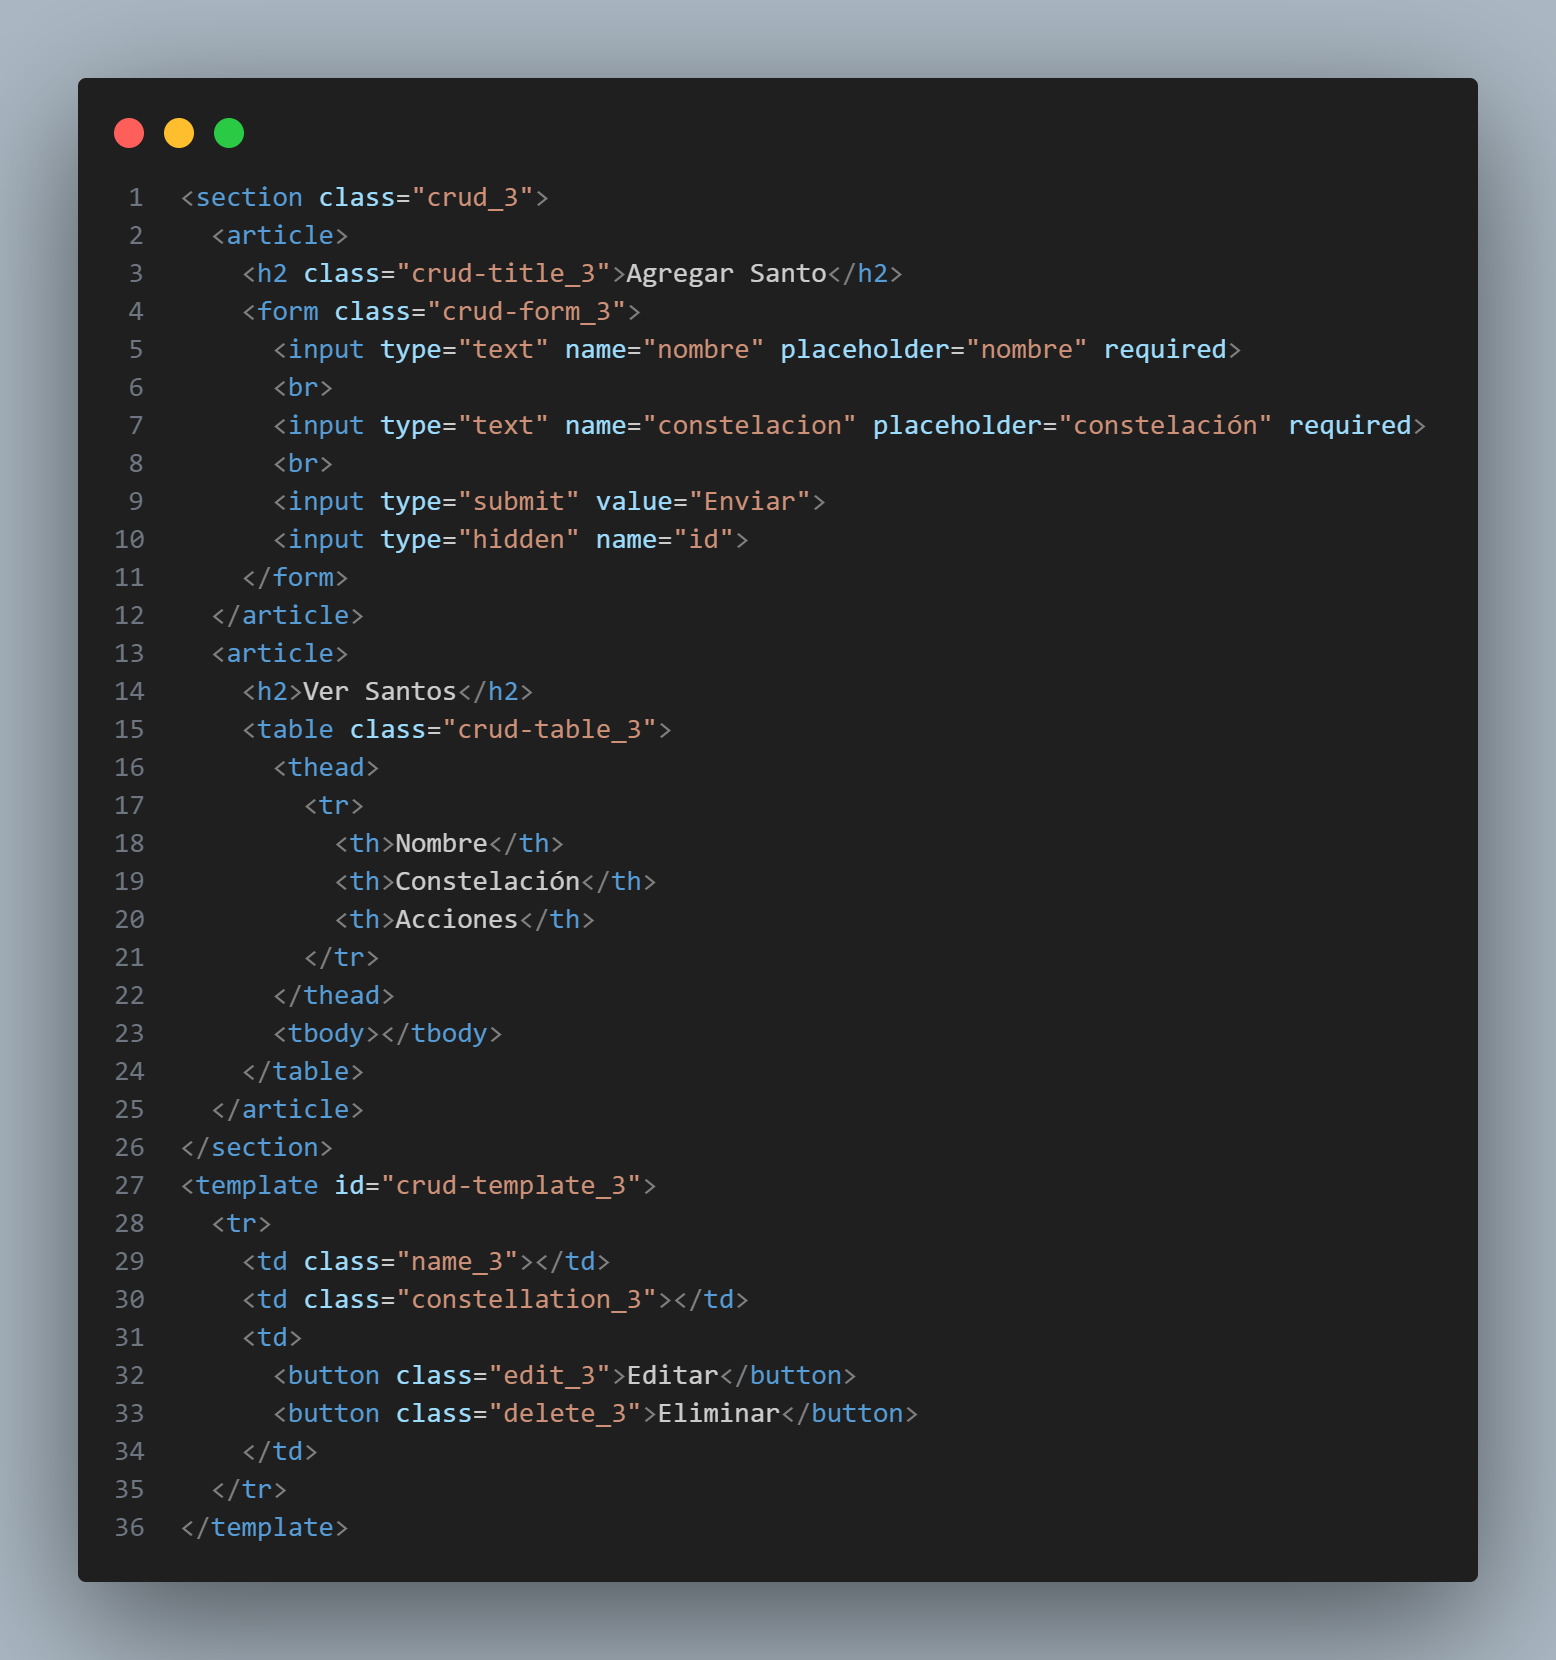 1 <section class="crud_3">
2   <article>
3     <h2 class="crud-title_3">Agregar Santo</h2>
4     <form class="crud-form_3">
5       <input type="text" name="nombre" placeholder="nombre" required>
6       <br>
7       <input type="text" name="constelacion" placeholder="constelación" required>
8       <br>
9       <input type="submit" value="Enviar">
10       <input type="hidden" name="id">
11     </form>
12   </article>
13   <article>
14     <h2>Ver Santos</h2>
15     <table class="crud-table_3">
16       <thead>
17         <tr>
18           <th>Nombre</th>
19           <th>Constelación</th>
20           <th>Acciones</th>
21         </tr>
22       </thead>
23       <tbody></tbody>
24     </table>
25   </article>
26 </section>
27 <template id="crud-template_3">
28   <tr>
29     <td class="name_3"></td>
30     <td class="constellation_3"></td>
31     <td>
32       <button class="edit_3">Editar</button>
33       <button class="delete_3">Eliminar</button>
34     </td>
35   </tr>
36 </template>